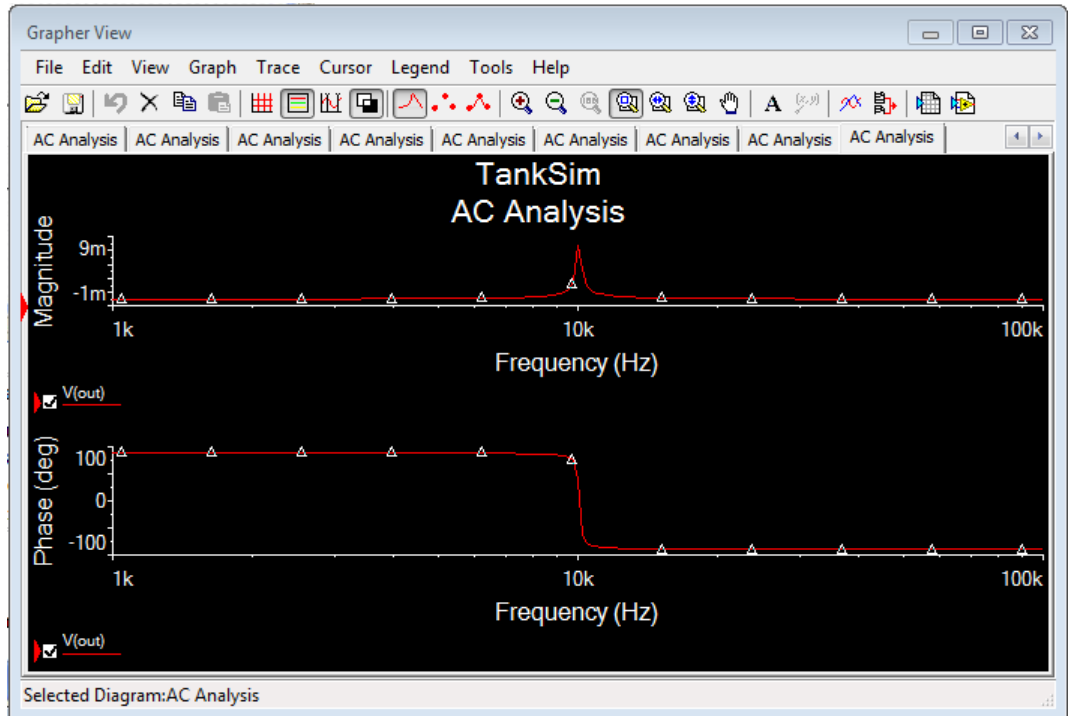 Grapher View
File Edit View Graph Trace Cursor Legend Tools Help
A (x,y)
AC Analysis AC Analysis AC Analysis AC Analysis AC Analysis AC Analysis AC Analysis AC Analysis AC Analysis
TankSim
AC Analysis
Magnitude
9m
-1m
1k 10k 100k
Frequency (Hz)
V(out)
Phase (deg)
100
0
-100
1k 10k 100k
Frequency (Hz)
V(out)
Selected Diagram:AC Analysis